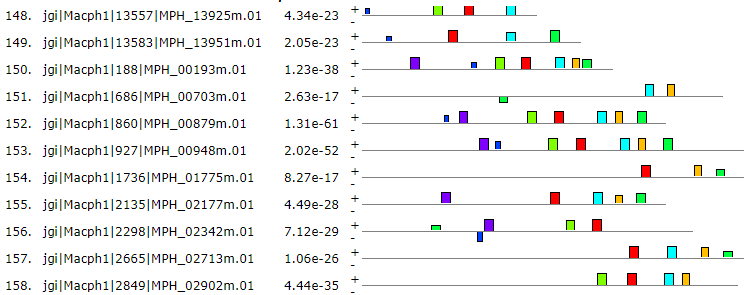 148. jgi|Macph1|13557|MPH_13925m.01 4.34e-23 +
-
149. jgi|Macph1|13583|MPH_13951m.01 2.05e-23 +
-
150. jgi|Macph1|188|MPH_00193m.01 1.23e-38 +
-
151. jgi|Macph1|686|MPH_00703m.01 2.63e-17 +
-
152. jgi|Macph1|860|MPH_00879m.01 1.31e-61 +
-
153. jgi|Macph1|927|MPH_00948m.01 2.02e-52 +
-
154. jgi|Macph1|1736|MPH_01775m.01 8.27e-17 +
-
155. jgi|Macph1|2135|MPH_02177m.01 4.49e-28 +
-
156. jgi|Macph1|2298|MPH_02342m.01 7.12e-29 +
-
157. jgi|Macph1|2665|MPH_02713m.01 1.06e-26 +
-
158. jgi|Macph1|2849|MPH_02902m.01 4.44e-35 +
-